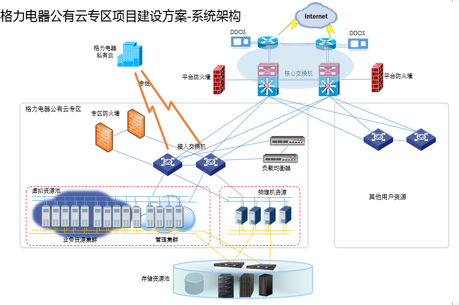 格力电器公有云专区项目建设方案-系统架构
Internet
DDOS
DDOS
格力电器
私有云
核心交换机
平台防火墙
平台防火墙
专线
格力电器公有云专区
专区防火墙
接入交换机
负载均衡器
虚拟资源池
物理机资源
其他用户资源
业务资源集群
管理集群
存储资源池